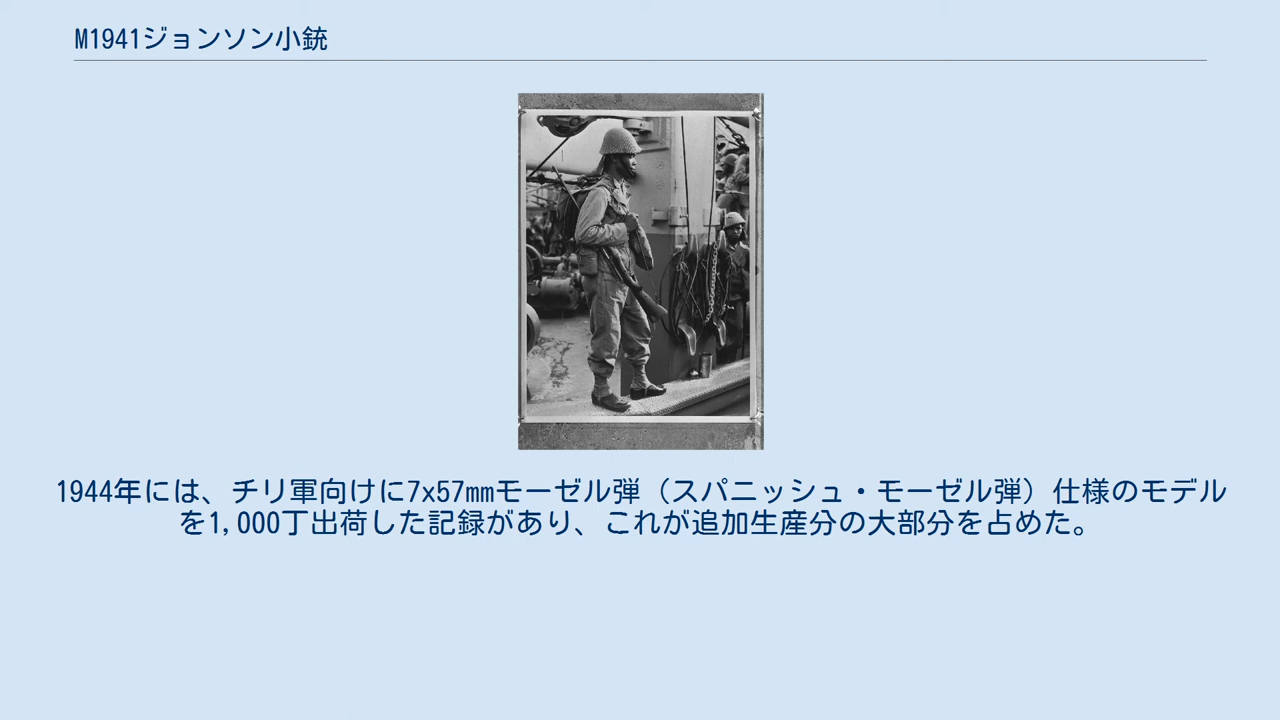 M1941ジョンソン小銃
1944年には、チリ軍向けに7x57mmモーゼル弾（スパニッシュ・モーゼル弾）仕様のモデル
を1,000丁出荷した記録があり、これが追加生産分の大部分を占めた。